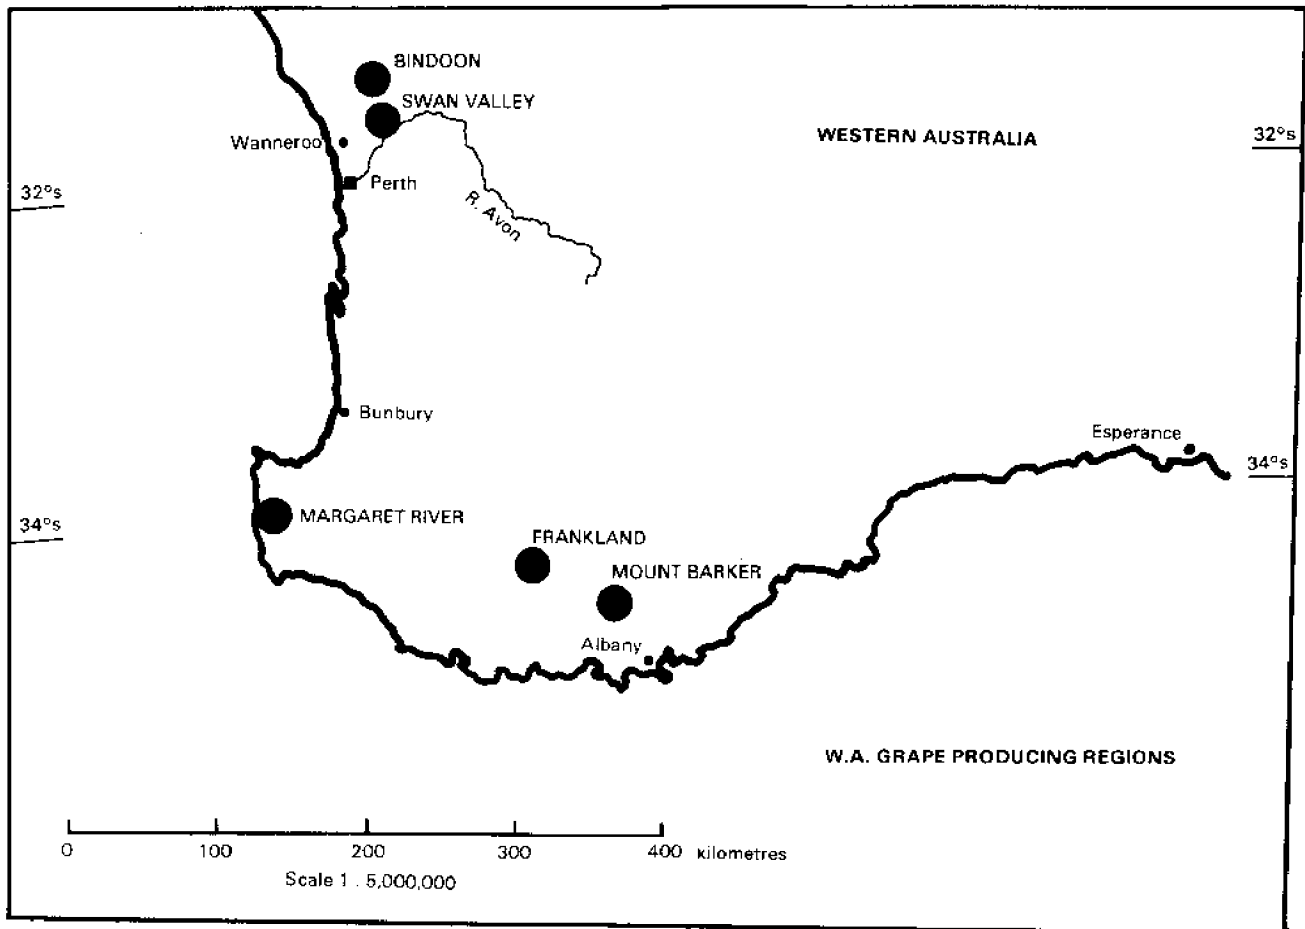 BINDOON
SWAN VALLEY
WESTERN AUSTRALIA
32°s
Wanneroo
Perth
32°s
R. Avon
Bunbury
Esperance
34°s
MARGARET RIVER
34°s
FRANKLAND
MOUNT BARKER
Albany
W.A. GRAPE PRODUCING REGIONS
0 100 200 300 400 kilometres
Scale 1 . 5,000,000